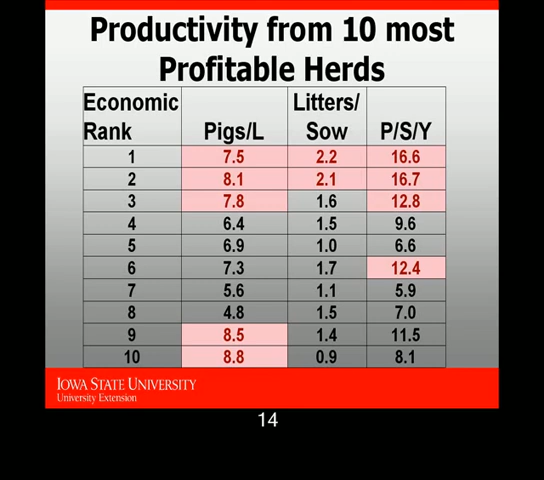 Productivity from 10 most
Profitable Herds
Economic Rank Pigs/L Litters/ Sow P/S/Y
1 7.5 2.2 16.6
2 8.1 2.1 16.7
3 7.8 1.6 12.8
4 6.4 1.5 9.6
5 6.9 1.0 6.6
6 7.3 1.7 12.4
7 5.6 1.1 5.9
8 4.8 1.5 7.0
9 8.5 1.4 11.5
10 8.8 0.9 8.1
IOWA STATE UNIVERSITY
University Extension
14